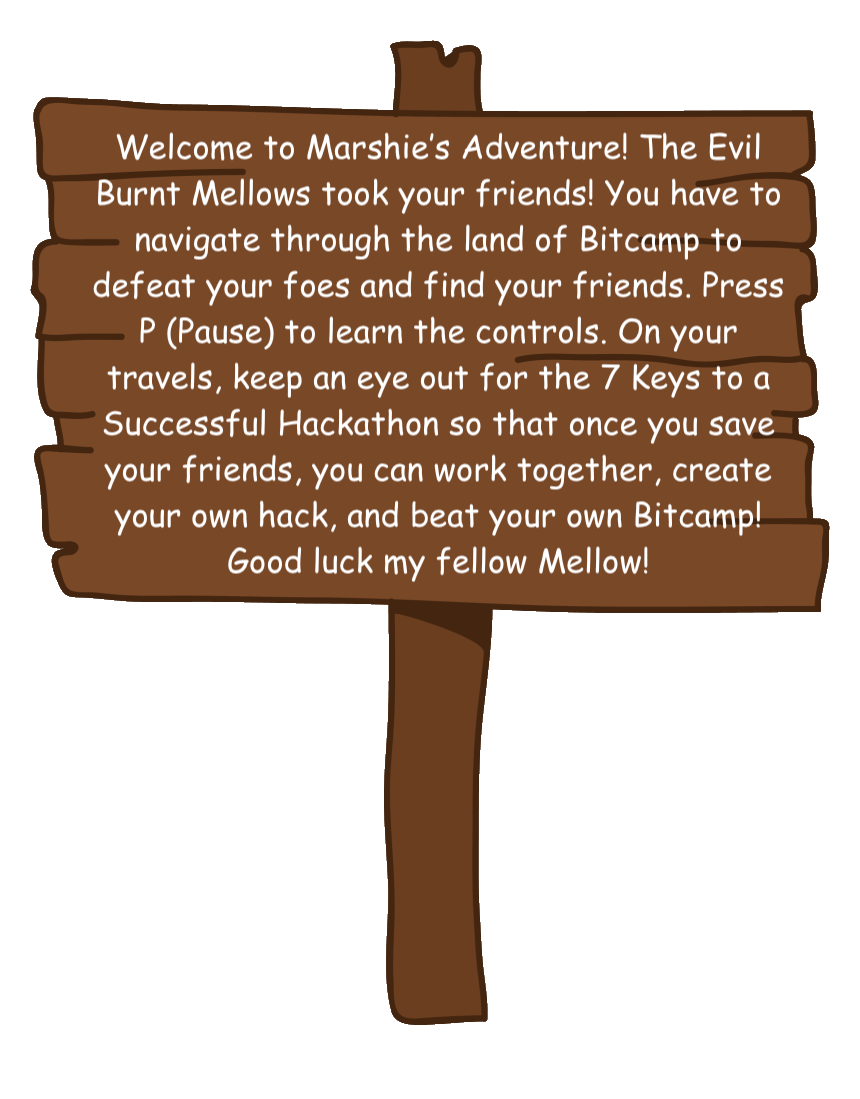 Welcome to Marshie’s Adventure! The Evil
Burnt Mellows took your friends! You have to
navigate through the land of Bitcamp to
defeat your foes and find your friends. Press
P (Pause) to learn the controls. On your
travels, keep an eye out for the 7 Keys to a
Successful Hackathon so that once you save
your friends, you can work together, create
your own hack, and beat your own Bitcamp!
Good luck my fellow Mellow!